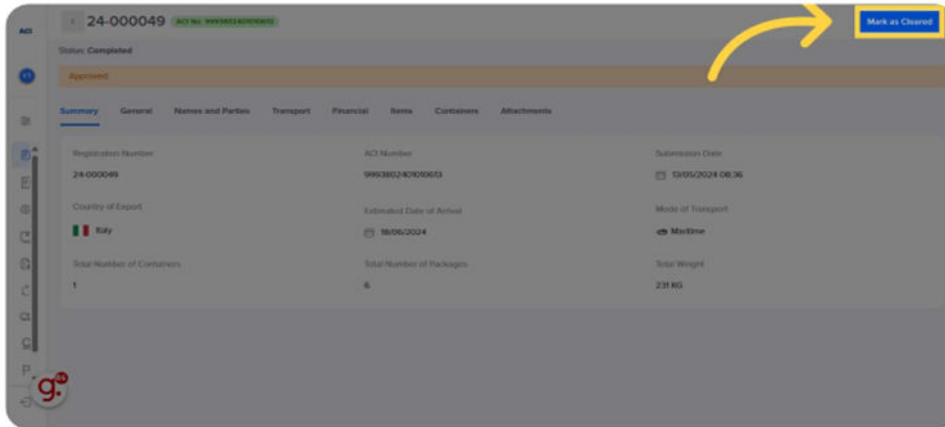 ACI
24-000049
Mark as Cleared
Status: Completed
Approved
Summary General Names and Parties Transport Financial Items Containers Attachments
Registration Number ACI Number Submission Date
24-000049 9993802401010613 13/05/2024 08:36
Country of Export Estimated Date of Arrival Mode of Transport
Italy 18/06/2024 Maritime
Total Number of Containers Total Number of Packages Total Weight
1 6 231 KG
g.